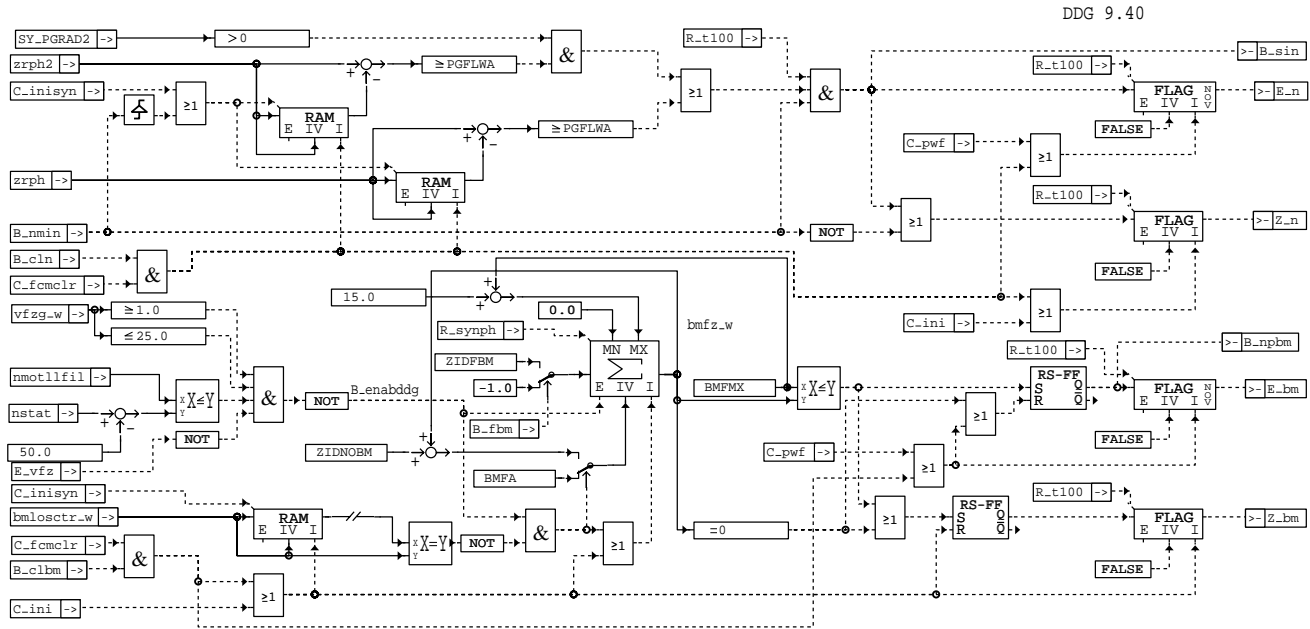 DDG 9.40
SY_PGRAD2 ->
>0
&
R_t100 ->
>- B_sin
zrph2 ->
+
−
≥PGFLWA
R_t100 ->
C_inisyn ->
≥1
RAM
E IV I
≥1
&
FLAG
E IV I
NOV
>- E_n
+
−
≥PGFLWA
FALSE
C_pwf ->
≥1
zrph ->
RAM
E IV I
R_t100 ->
B_nmin ->
NOT
≥1
FLAG
E IV I
>- Z_n
B_cln ->
&
C_fcmclr ->
FALSE
15.0
+
+
0.0
C_ini ->
≥1
vfzg_w ->
≥1.0
≤25.0
R_synph ->
MN MX
Σ
E IV I
bmfz_w
R_t100 ->
>- B_npbm
nmotllfil ->
ZIDFBM
−1.0
BMFMX
X
Y
X≤Y
RS-FF
S Q
R Q
FLAG
E IV I
NOV
>- E_bm
X
Y
X≤Y
&
NOT
B_enabddg
nstat ->
+
−
NOT
B_fbm ->
≥1
FALSE
50.0
E_vfz ->
ZIDNOBM
+
+
BMFA
C_pwf ->
≥1
C_inisyn ->
R_t100 ->
bmlosctr_w ->
RAM
E IV I
X
Y
X=Y
NOT
&
≥1
=0
≥1
RS-FF
S Q
R Q
FLAG
E IV I
>- Z_bm
C_fcmclr ->
&
B_clbm ->
FALSE
C_ini ->
≥1